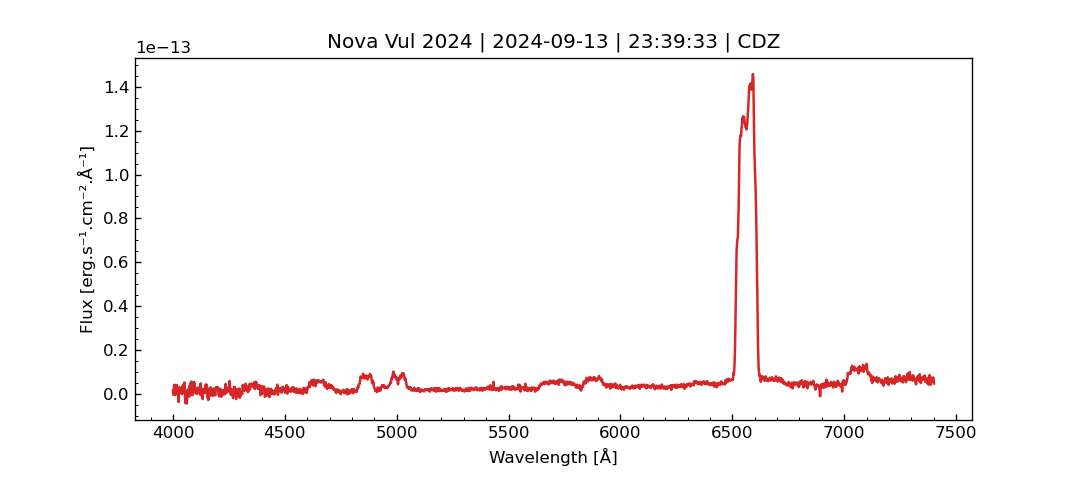 Nova Vul 2024 | 2024-09-13 | 23:39:33 | CDZ
1e−13
1.4
1.2
1.0
0.8
0.6
0.4
0.2
0.0
Flux [erg.s⁻¹.cm⁻².Å⁻¹]
4000 4500 5000 5500 6000 6500 7000 7500
Wavelength [Å]